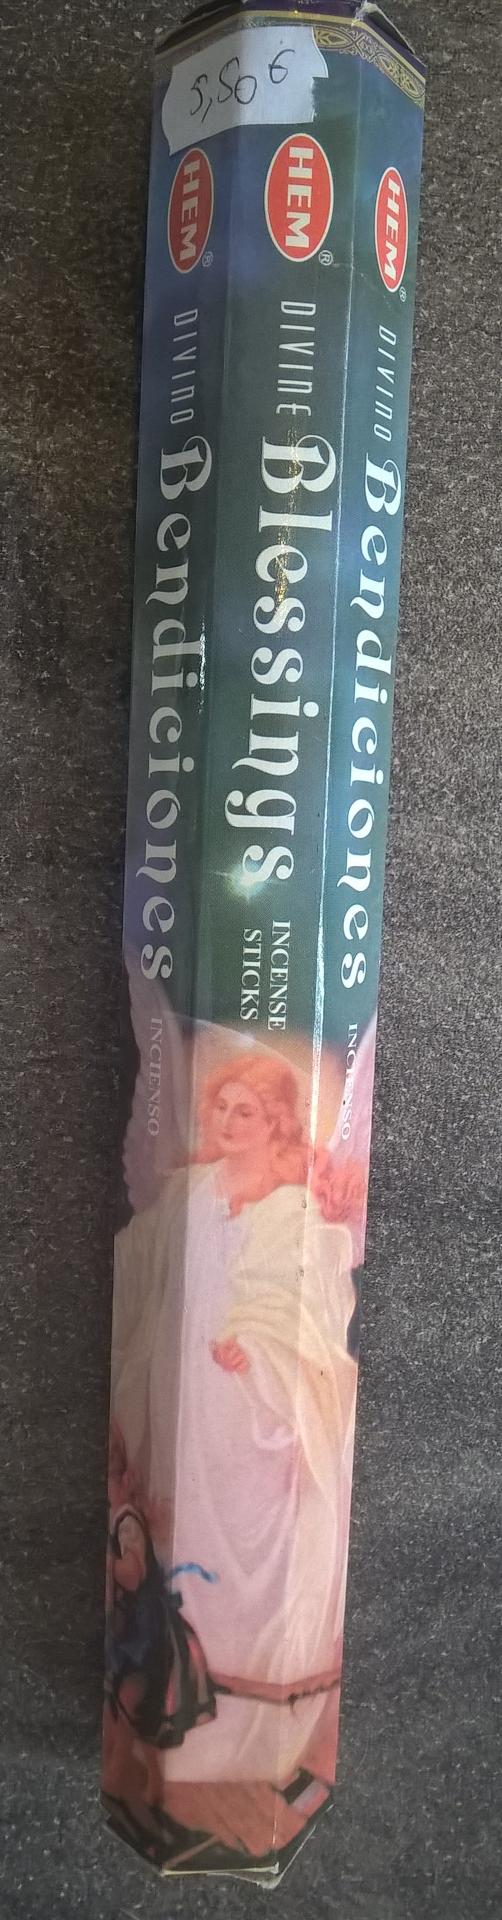 5,50€
HEM®
DIVINO
Bendiciones
INCIENSO
HEM®
DIVINE
Blessings
INCENSE
STICKS
HEM®
DIVINO
Bendiciones
INCIENSO